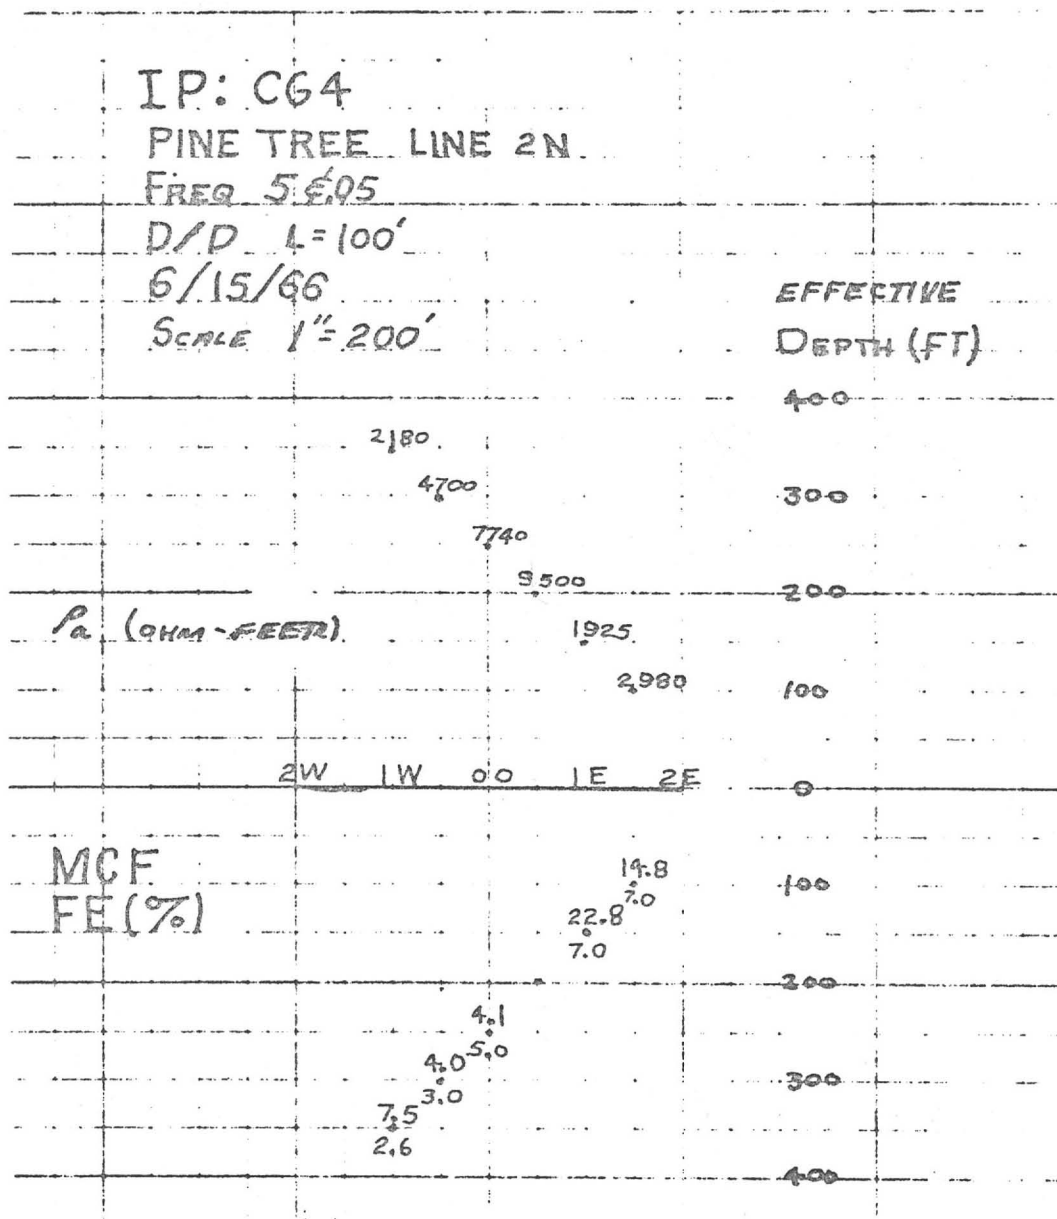 IP: CG4
PINE TREE LINE 2N
FREQ 5 & .05
D/D L=100'
6/15/66
SCALE 1"=200'
EFFECTIVE
DEPTH (FT)
400
2180
4700
300
7740
9500
200
ρa (OHM-FEET)
1925
2980
100
2W 1W 00 1E 2E
0
MCF
FE(%)
14.8
100
7.0
22.8
7.0
200
4.1
5.0
4.0
300
3.0
7.5
2.6
400